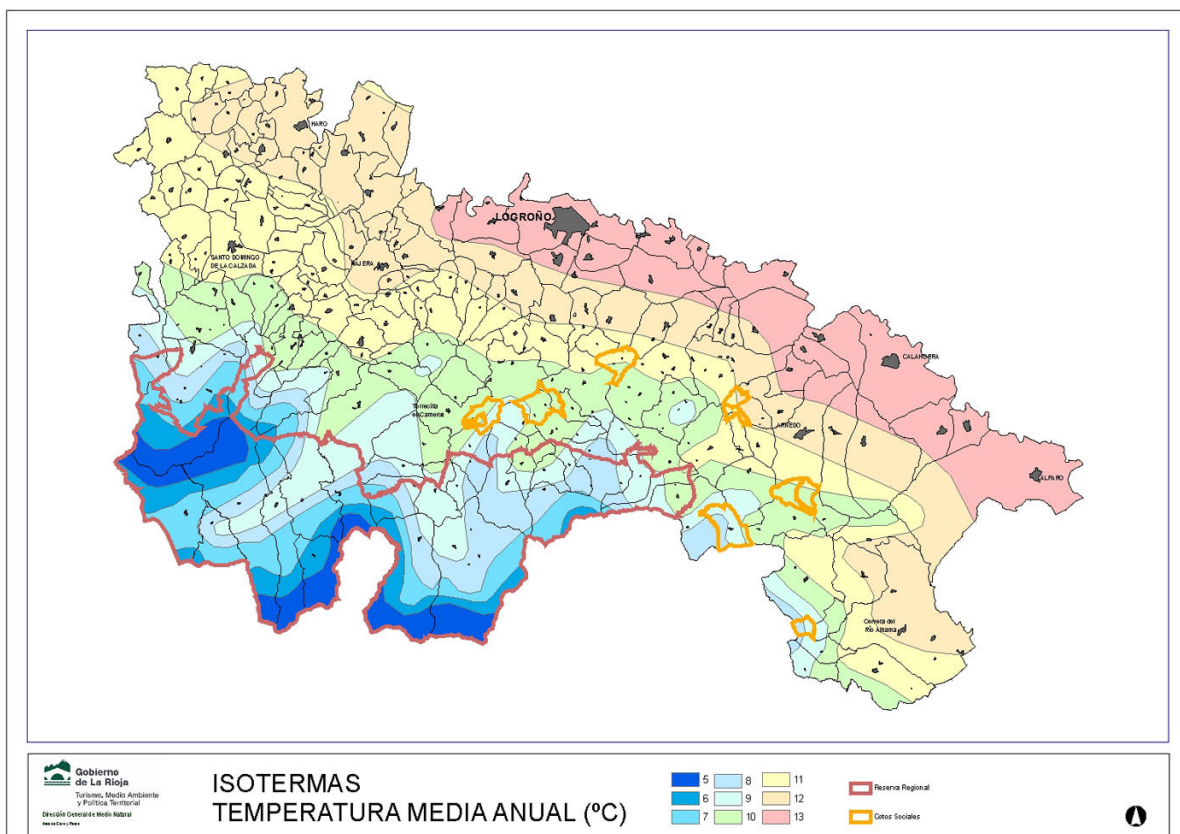 HARO
LOGROÑO
SANTO DOMINGO
DE LA CALZADA
NAJERA
CALAHORRA
Torrecilla
en Cameros
ARNEDO
ALFARO
Cervera del
Río Alhama
Gobierno
de La Rioja
Turismo, Medio Ambiente
y Política Territorial
Dirección General de Medio Natural
ISOTERMAS
TEMPERATURA MEDIA ANUAL (ºC)
5 8 11
6 9 12
7 10 13
Reserva Regional
Cotos Sociales